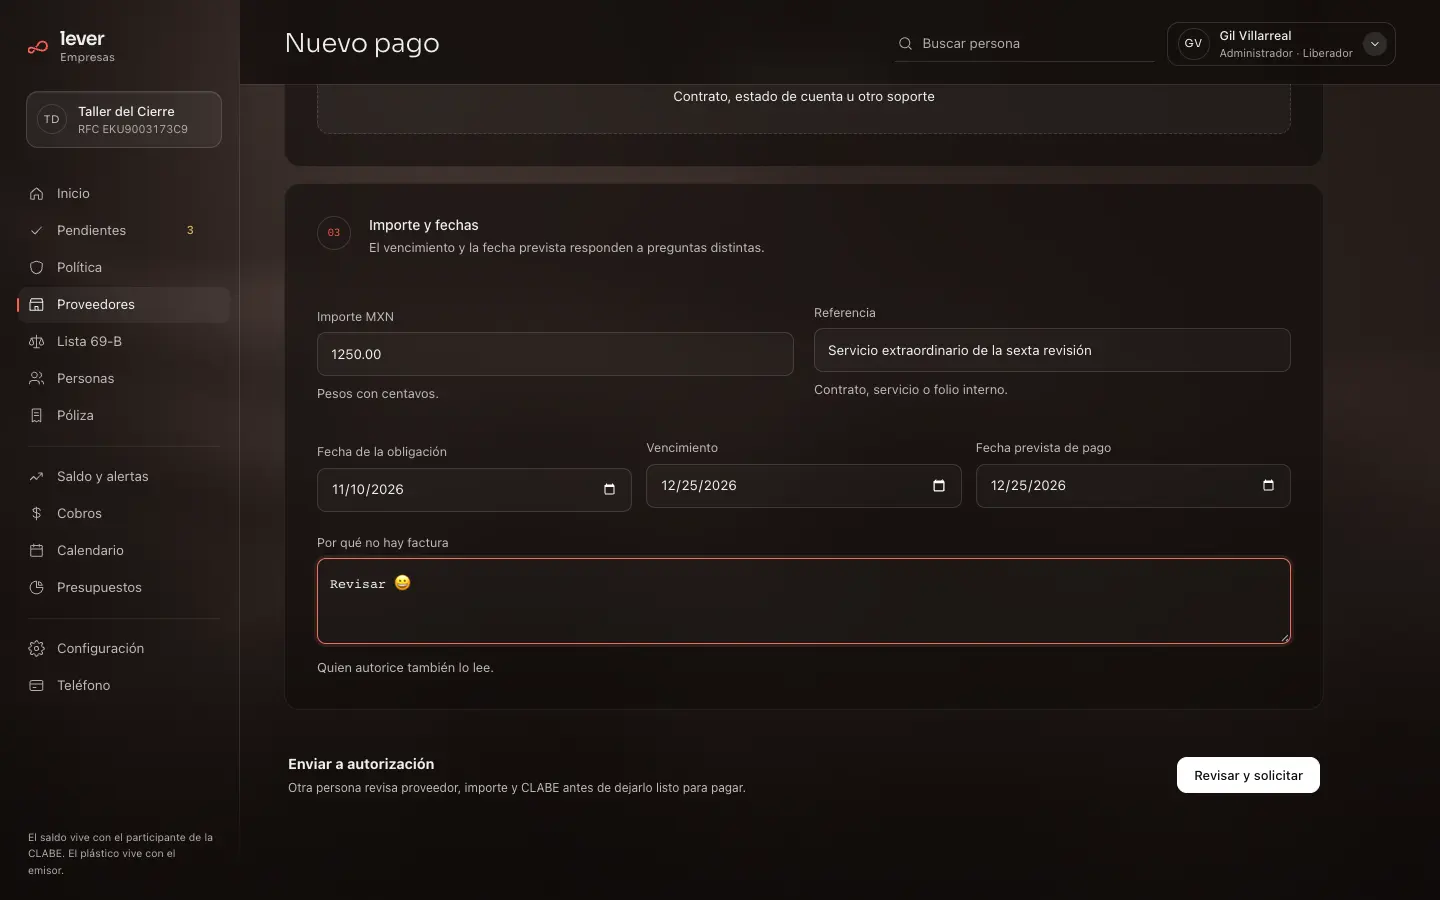 lever
Empresas
TD
Taller del Cierre
RFC EKU9003173C9
Inicio
Pendientes 3
Política
Proveedores
Lista 69-B
Personas
Póliza
Saldo y alertas
Cobros
Calendario
Presupuestos
Configuración
Teléfono
El saldo vive con el participante de la
CLABE. El plástico vive con el
emisor.
Nuevo pago
Buscar persona
GV
Gil Villarreal
Administrador · Liberador
Contrato, estado de cuenta u otro soporte
03
Importe y fechas
El vencimiento y la fecha prevista responden a preguntas distintas.
Importe MXN
1250.00
Pesos con centavos.
Referencia
Servicio extraordinario de la sexta revisión
Contrato, servicio o folio interno.
Fecha de la obligación
11/10/2026
Vencimiento
12/25/2026
Fecha prevista de pago
12/25/2026
Por qué no hay factura
Revisar 😀
Quien autorice también lo lee.
Enviar a autorización
Otra persona revisa proveedor, importe y CLABE antes de dejarlo listo para pagar.
Revisar y solicitar